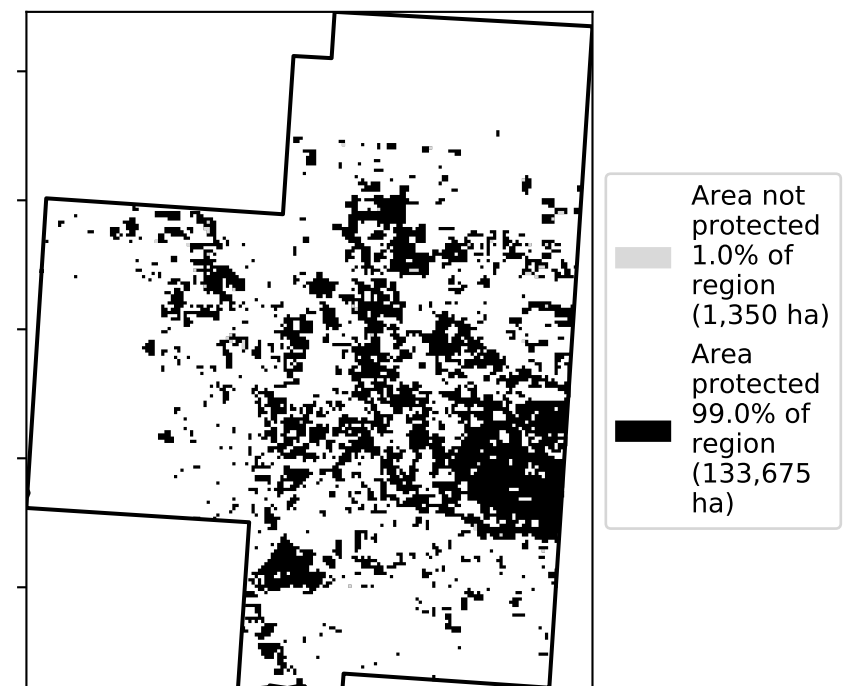 Area not
protected
1.0% of
region
(1,350 ha)
Area
protected
99.0% of
region
(133,675
ha)